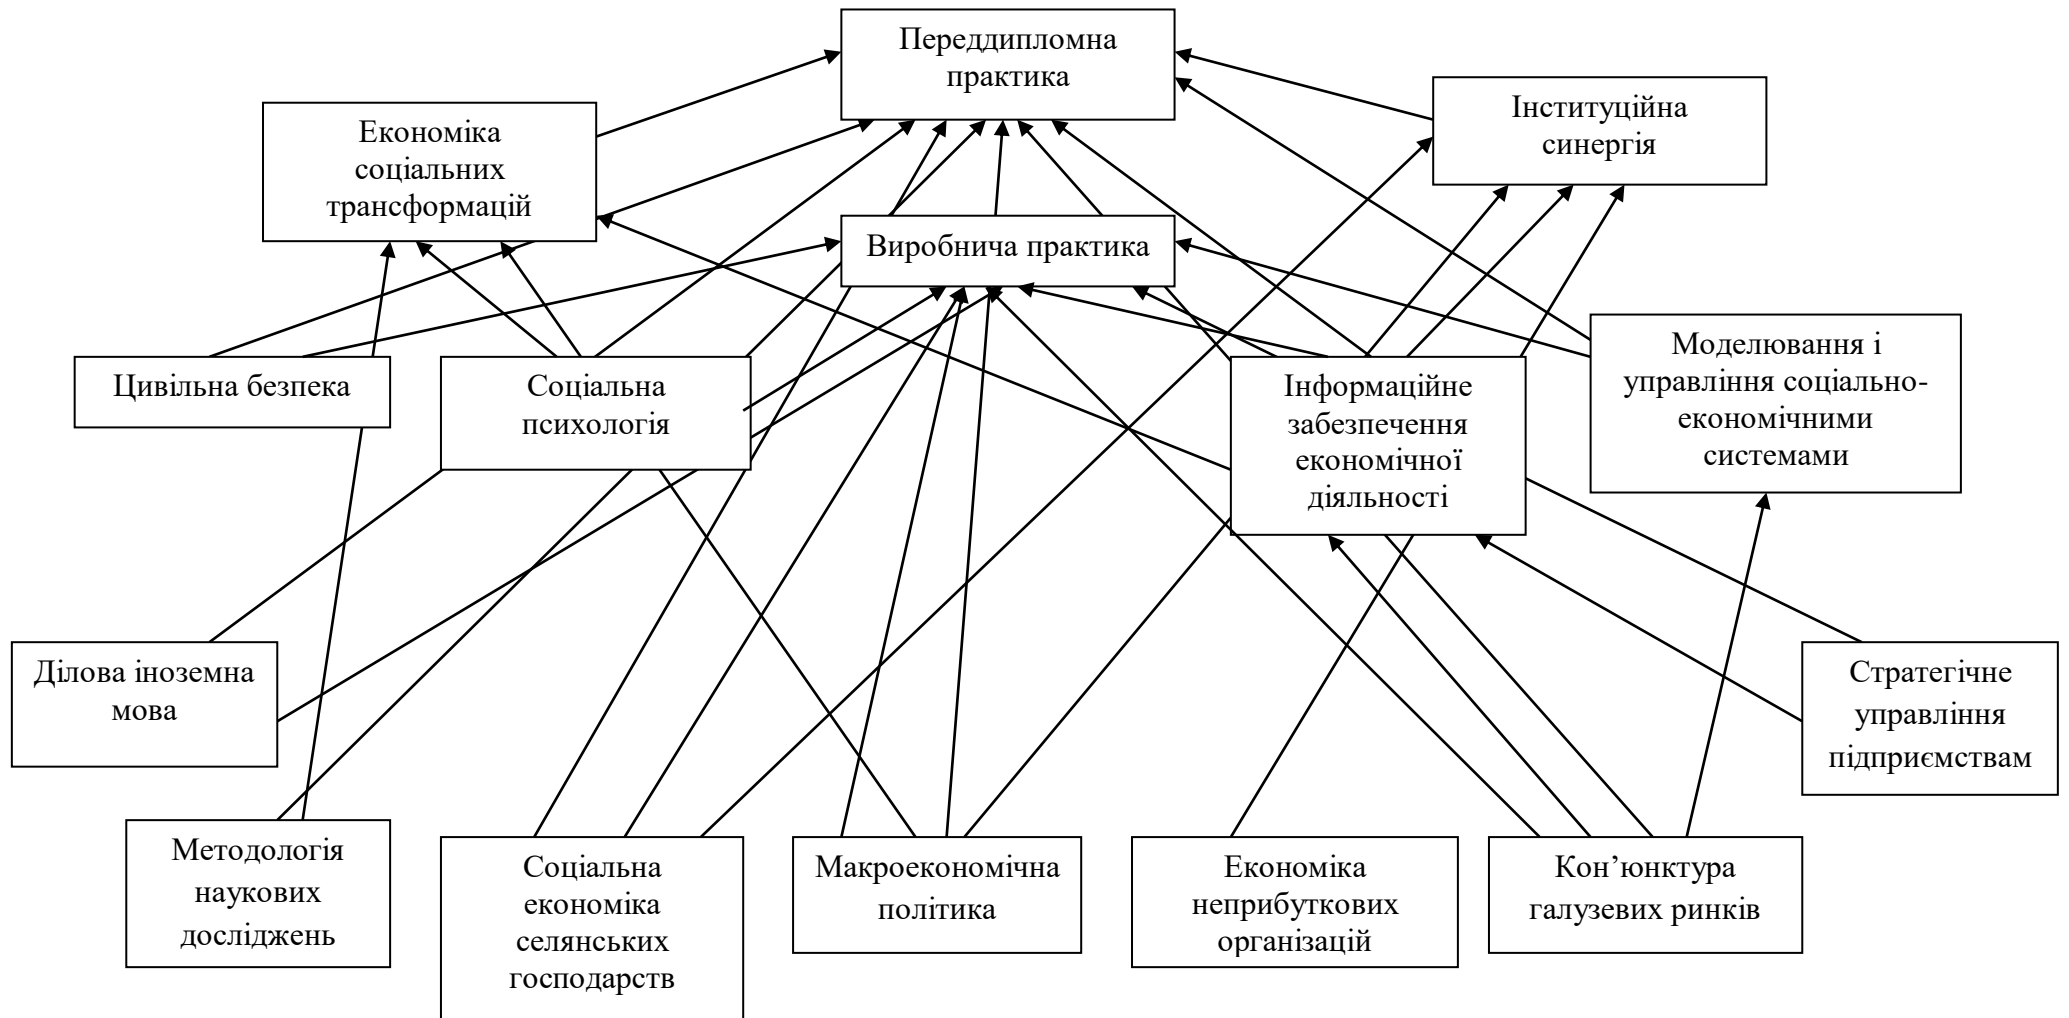 Переддипломна
практика
Інституційна
синергія
Економіка
соціальних
трансформацій
Виробнича практика
Цивільна безпека
Соціальна
психологія
Інформаційне
забезпечення
економічної
діяльності
Моделювання і
управління соціально-
економічними
системами
Ділова іноземна
мова
Стратегічне
управління
підприємствам
Методологія
наукових
досліджень
Соціальна
економіка
селянських
господарств
Макроекономічна
політика
Економіка
неприбуткових
організацій
Кон’юнктура
галузевих ринків